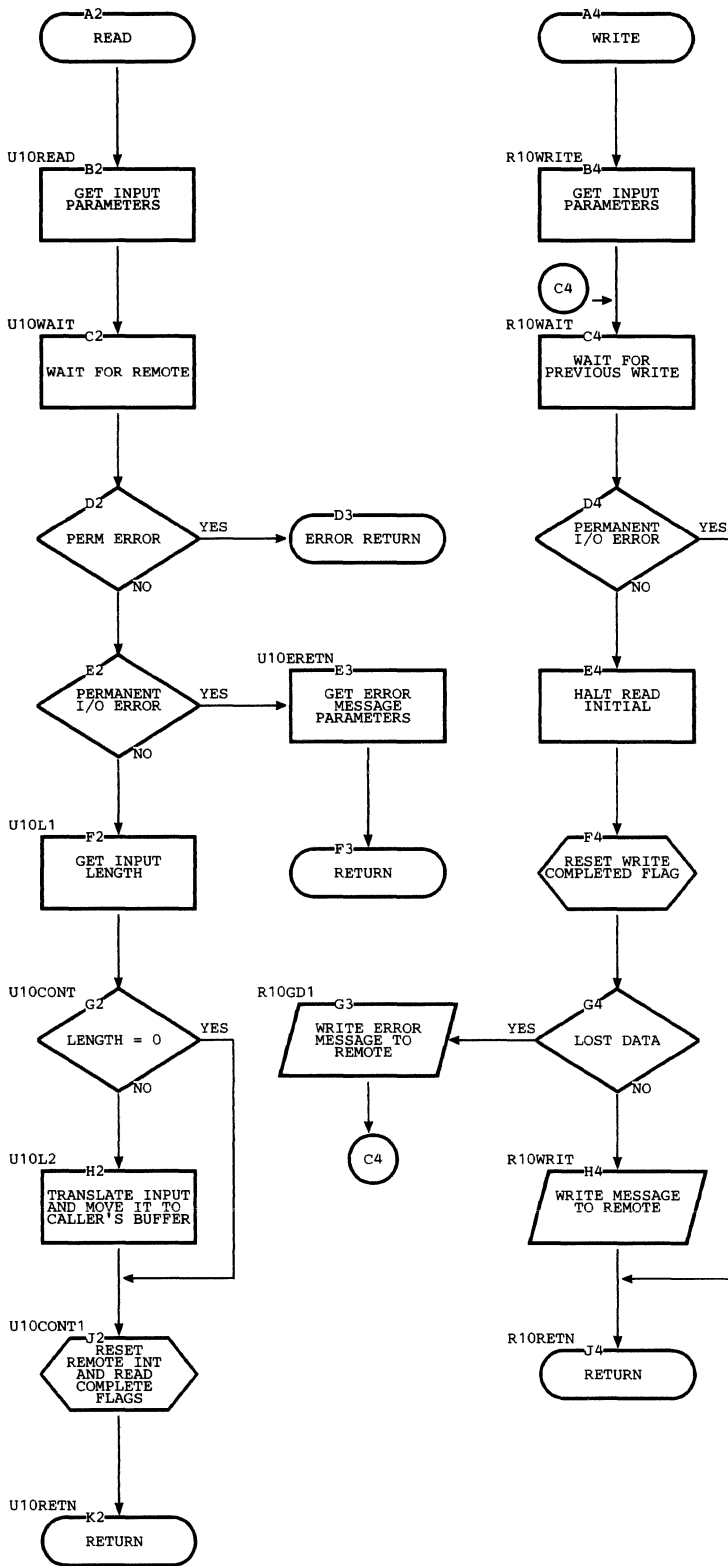 A2
READ
U10READ
B2
GET INPUT
PARAMETERS
U10WAIT
C2
WAIT FOR REMOTE
D2
PERM ERROR
YES
NO
D3
ERROR RETURN
E2
PERMANENT
I/O ERROR
YES
NO
U10ERETN
E3
GET ERROR
MESSAGE
PARAMETERS
F3
RETURN
U10L1
F2
GET INPUT
LENGTH
U10CONT
G2
LENGTH = 0
YES
NO
U10L2
H2
TRANSLATE INPUT
AND MOVE IT TO
CALLER'S BUFFER
U10CONT1
J2
RESET
REMOTE INT
AND READ
COMPLETE
FLAGS
U10RETN
K2
RETURN
A4
WRITE
R10WRITE
B4
GET INPUT
PARAMETERS
C4
R10WAIT
C4
WAIT FOR
PREVIOUS WRITE
D4
PERMANENT
I/O ERROR
YES
NO
E4
HALT READ
INITIAL
F4
RESET WRITE
COMPLETED FLAG
G4
LOST DATA
YES
NO
R10GD1
G3
WRITE ERROR
MESSAGE TO
REMOTE
C4
R10WRIT
H4
WRITE MESSAGE
TO REMOTE
R10RETN
J4
RETURN